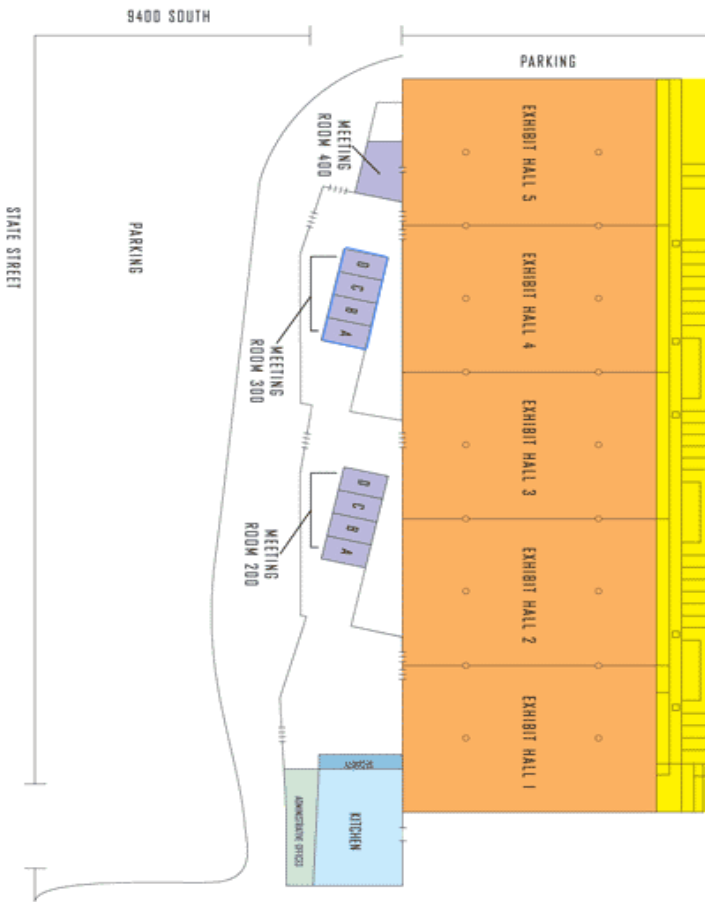 9400 SOUTH
PARKING
STATE STREET
PARKING
MEETING
ROOM 400
EXHIBIT HALL 5
D
C
B
A
MEETING
ROOM 300
EXHIBIT HALL 4
EXHIBIT HALL 3
D
C
B
A
MEETING
ROOM 200
EXHIBIT HALL 2
EXHIBIT HALL 1
KITCHEN
ADMINISTRATIVE OFFICES